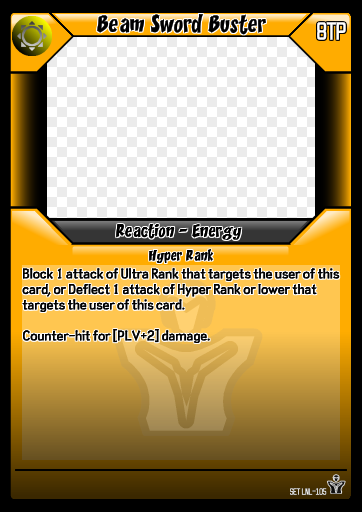 Beam Sword Buster
8TP
Reaction - Energy
Hyper Rank
Block 1 attack of Ultra Rank that targets the user of this
card, or Deflect 1 attack of Hyper Rank or lower that
targets the user of this card.
Counter-hit for [PLV+2] damage.
SET LNL-105